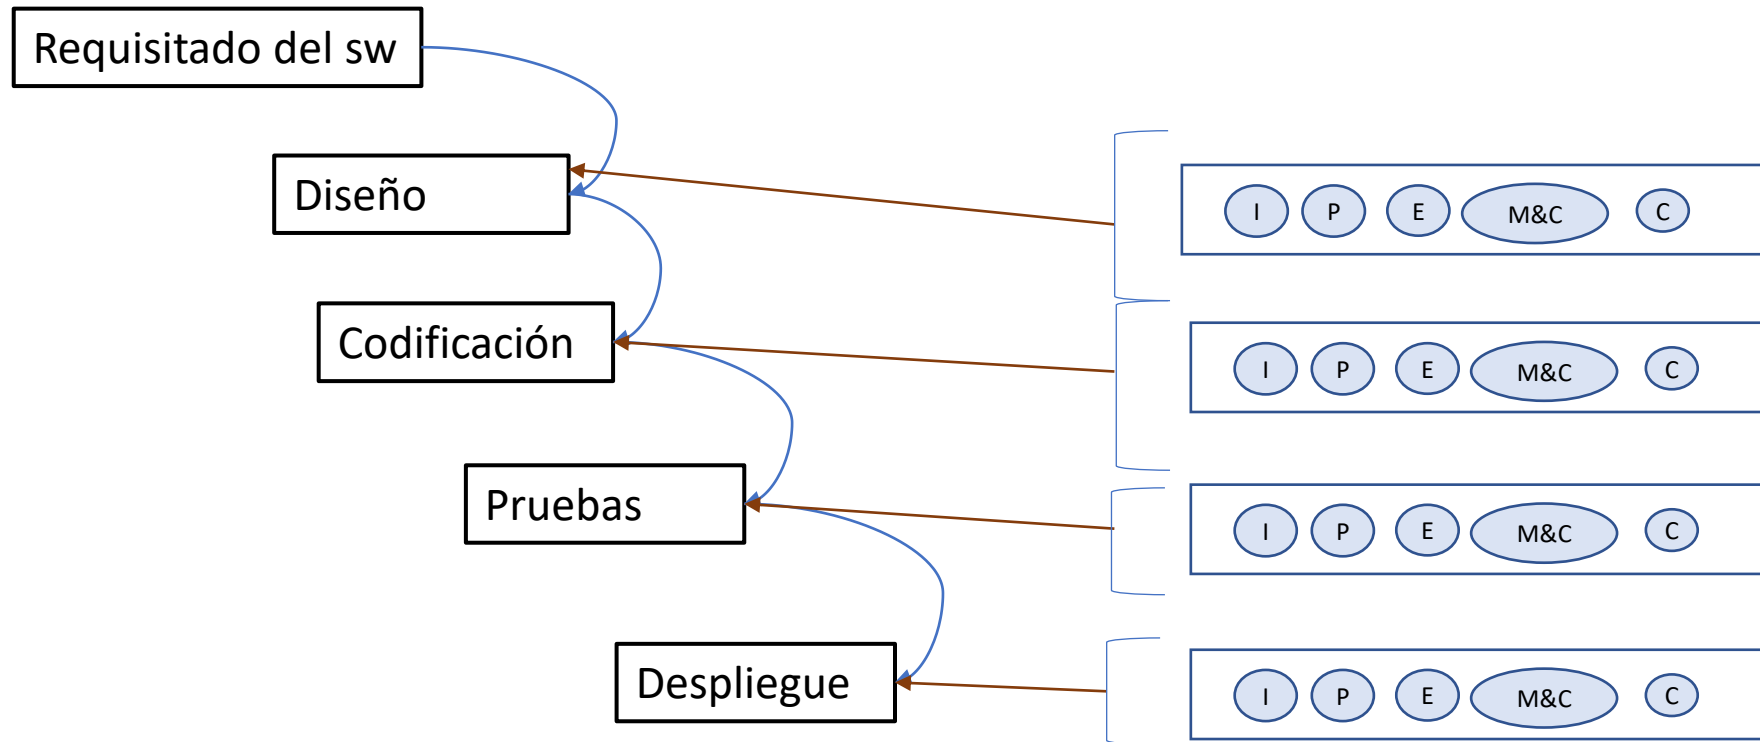 Requisitado del sw
Diseño
I P E M&C C
Codificación
I P E M&C C
Pruebas
I P E M&C C
Despliegue
I P E M&C C